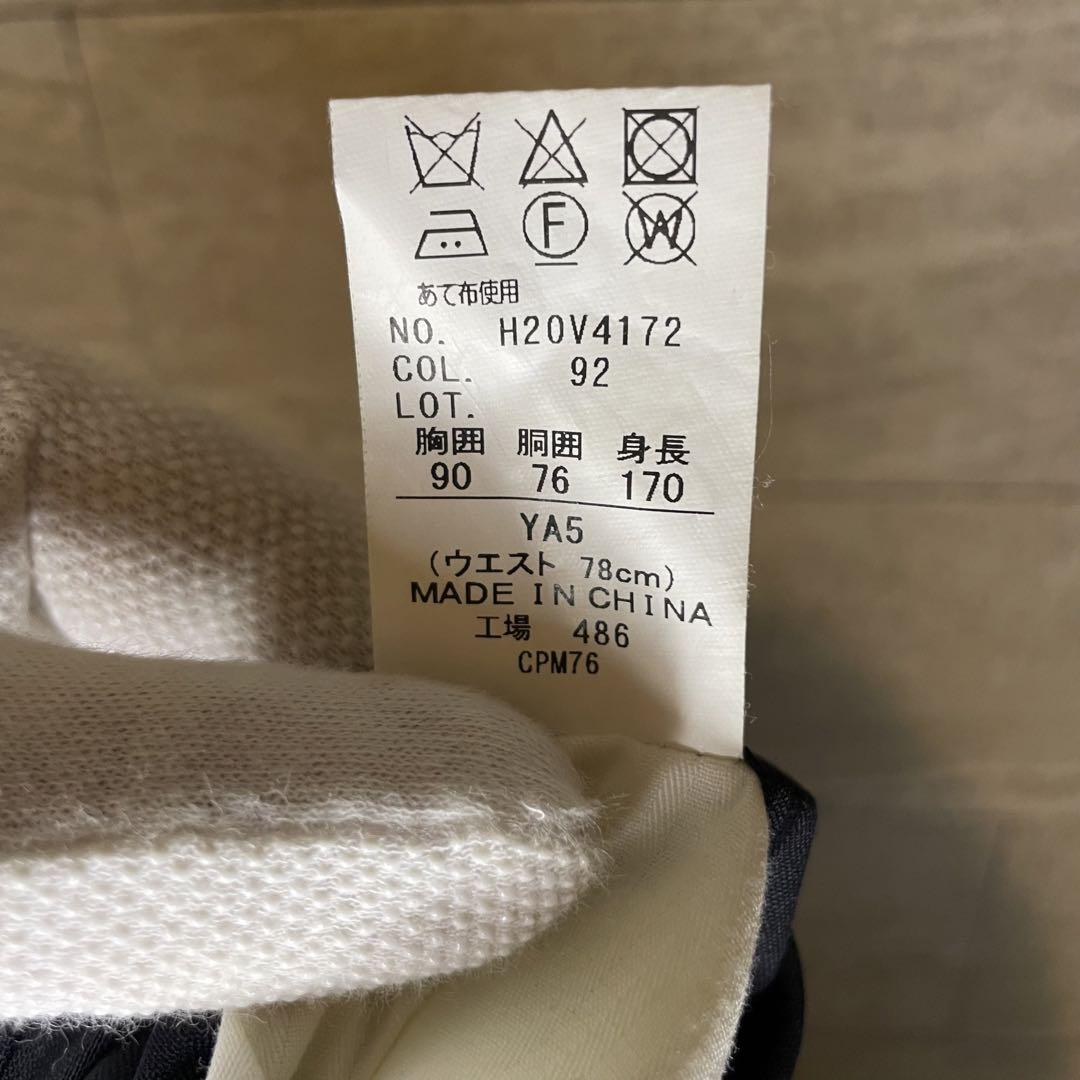 F W
あて布使用
NO. H20V4172
COL. 92
LOT.
胸囲 胴囲 身長
90 76 170
YA5
(ウエスト 78cm)
MADE IN CHINA
工場 486
CPM76